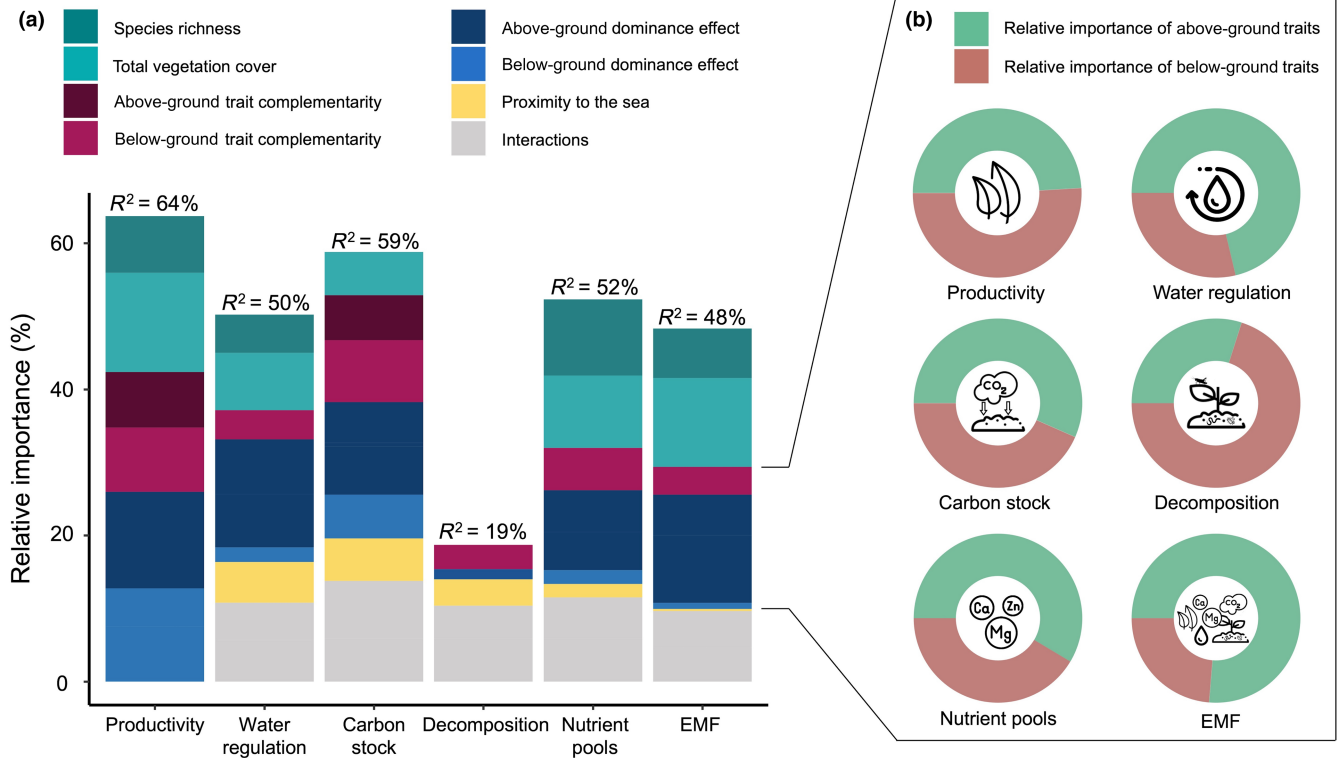 (a)
Species richness
Total vegetation cover
Above-ground trait complementarity
Below-ground trait complementarity
Above-ground dominance effect
Below-ground dominance effect
Proximity to the sea
Interactions
Relative importance (%)
60
40
20
0
R² = 64%
R² = 50%
R² = 59%
R² = 19%
R² = 52%
R² = 48%
Productivity
Water
regulation
Carbon
stock
Decomposition
Nutrient
pools
EMF
(b)
Relative importance of above-ground traits
Relative importance of below-ground traits
Productivity
Water regulation
CO₂
Carbon stock
Decomposition
Ca
Zn
Mg
Nutrient pools
Ca
CO₂
Mg
EMF